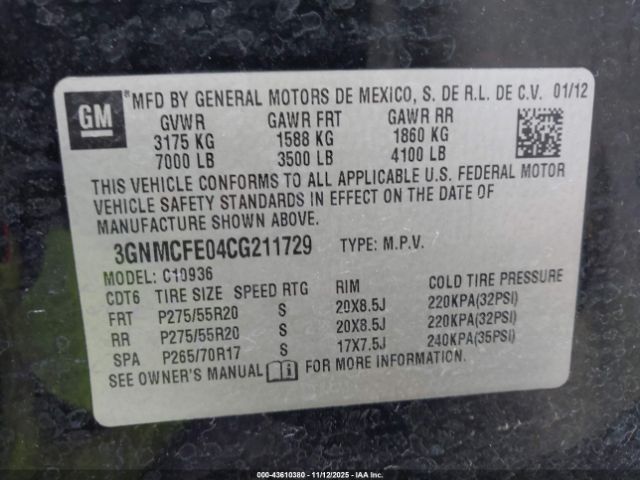 GM
*MFD BY GENERAL MOTORS DE MEXICO, S. DE R.L. DE C.V. 01/12
GVWR GAWR FRT GAWR RR
3175 KG 1588 KG 1860 KG
7000 LB 3500 LB 4100 LB
THIS VEHICLE CONFORMS TO ALL APPLICABLE U.S. FEDERAL MOTOR
VEHICLE SAFETY STANDARDS IN EFFECT ON THE DATE OF
MANUFACTURE SHOWN ABOVE.
3GNMCFE04CG211729 TYPE: M.P.V.
MODEL: C10936
CDT6 TIRE SIZE SPEED RTG RIM COLD TIRE PRESSURE
FRT P275/55R20 S 20X8.5J 220KPA(32PSI)
RR P275/55R20 S 20X8.5J 220KPA(32PSI)
SPA P265/70R17 S 17X7.5J 240KPA(35PSI)
SEE OWNER'S MANUAL i FOR MORE INFORMATION.
000-43610380 - 11/12/2025 - IAA Inc.